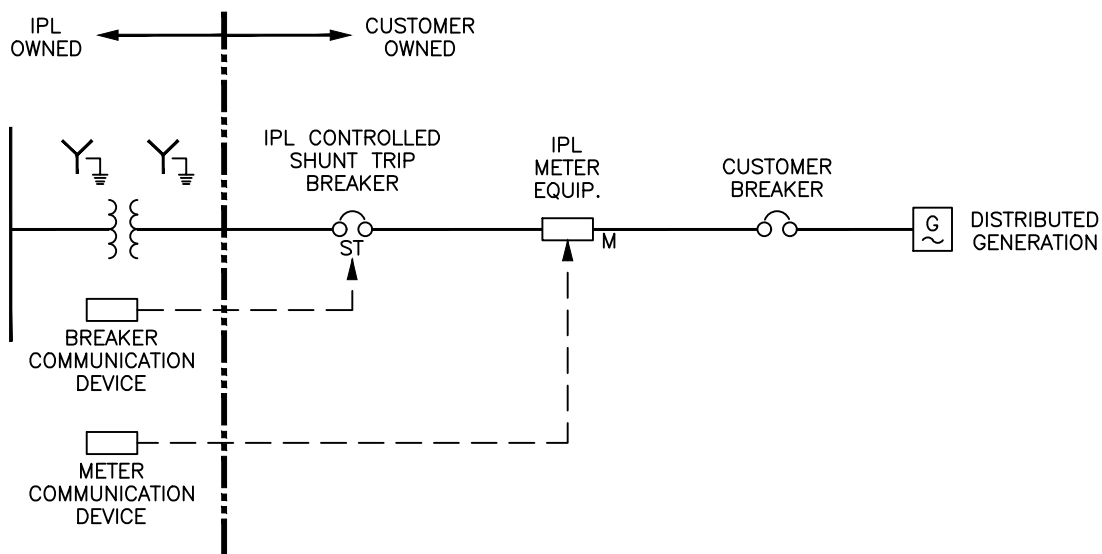 IPL
OWNED
CUSTOMER
OWNED
IPL CONTROLLED
SHUNT TRIP
BREAKER
IPL
METER
EQUIP.
CUSTOMER
BREAKER
ST
M
G
DISTRIBUTED
GENERATION
BREAKER
COMMUNICATION
DEVICE
METER
COMMUNICATION
DEVICE